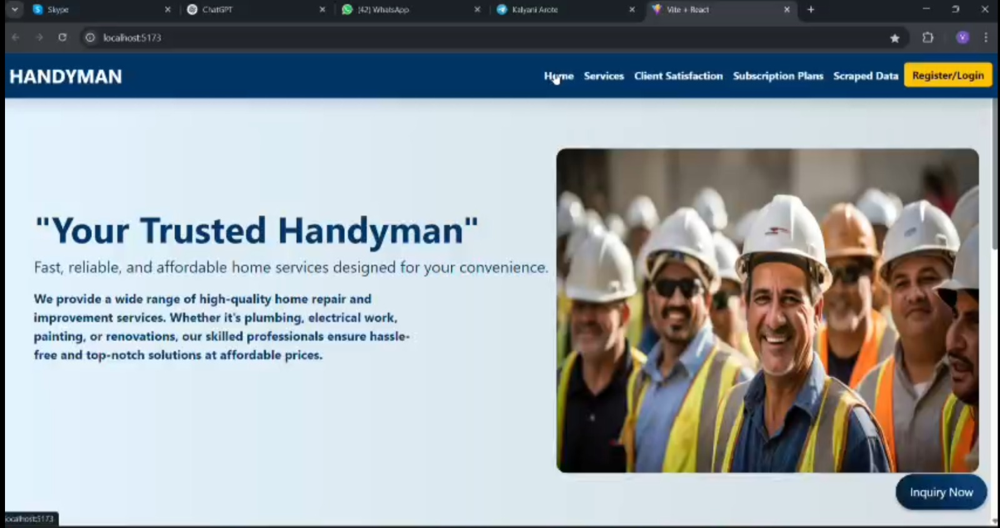 Skype
ChatGPT
(42) WhatsApp
Kalyani Arote
Vite + React
localhost:5173
HANDYMAN
Home
Services
Client Satisfaction
Subscription Plans
Scraped Data
Register/Login
"Your Trusted Handyman"
Fast, reliable, and affordable home services designed for your convenience.
We provide a wide range of high-quality home repair and
improvement services. Whether it's plumbing, electrical work,
painting, or renovations, our skilled professionals ensure hassle-
free and top-notch solutions at affordable prices.
Inquiry Now
localhost:5173